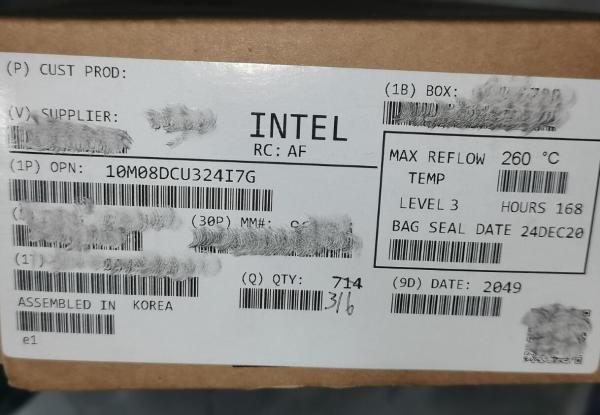 (P) CUST PROD:
(1B) BOX:
(V) SUPPLIER:
INTEL
RC: AF
(1P) OPN: 10M08DCU324I7G
MAX REFLOW 260 °C
TEMP
LEVEL 3 HOURS 168
BAG SEAL DATE 24DEC20
(30P) MM#:
(Q) QTY: 714
316
(9D) DATE: 2049
ASSEMBLED IN KOREA
e1